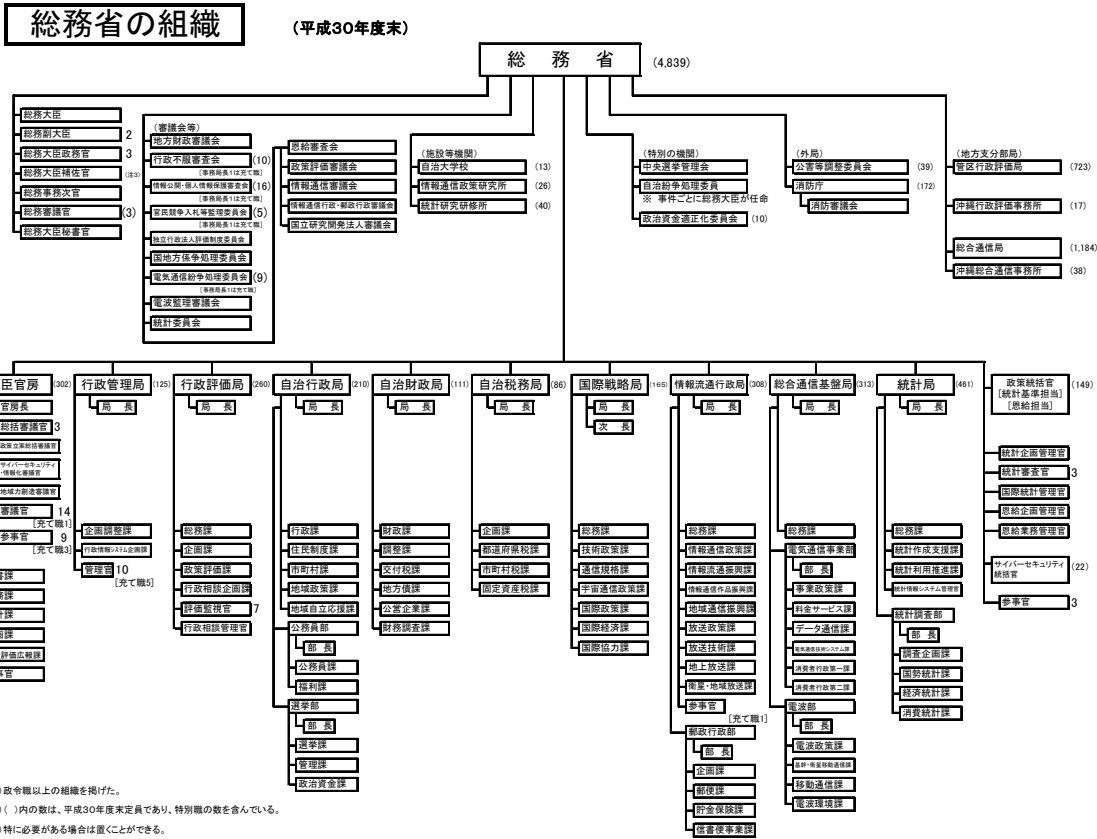 総務省の組織
(平成30年度末)
総 務 省 (4,839)
総務大臣
総務副大臣 2
総務大臣政務官 3
総務大臣補佐官 (注3)
総務事務次官
総務審議官 (3)
総務大臣秘書官
(審議会等)
地方財政審議会
行政不服審査会 (10)
[事務局長1は充て職]
情報公開・個人情報保護審査会 (16)
[事務局長1は充て職]
官民競争入札等監理委員会 (5)
[事務局長1は充て職]
独立行政法人評価制度委員会
国地方係争処理委員会
電気通信紛争処理委員会 (9)
[事務局長1は充て職]
電波監理審議会
統計委員会
恩給審査会
政策評価審議会
情報通信審議会
情報通信行政・郵政行政審議会
国立研究開発法人審議会
(施設等機関)
自治大学校 (13)
情報通信政策研究所 (26)
統計研究研修所 (40)
(特別の機関)
中央選挙管理会
自治紛争処理委員
※ 事件ごとに総務大臣が任命
政治資金適正化委員会 (10)
(外局)
公害等調整委員会 (39)
消防庁 (172)
消防審議会
(地方支分部局)
管区行政評価局 (723)
沖縄行政評価事務所 (17)
総合通信局 (1,184)
沖縄総合通信事務所 (38)
臣官房 (302)
官房長
総括審議官 3
政策立案総括審議官
サイバーセキュリティ
・情報化審議官
地域力創造審議官
審議官 14
[充て職1]
参事官 9
[充て職3]
書課
務課
計課
画課
評価広報課
事官
行政管理局 (125)
局 長
企画調整課
行政情報システム企画課
管理官 10
[充て職5]
行政評価局 (260)
局 長
総務課
企画課
政策評価課
行政相談企画課
評価監視官 7
行政相談管理官
自治行政局 (210)
局 長
行政課
住民制度課
市町村課
地域政策課
地域自立応援課
公務員部
部 長
公務員課
福利課
選挙部
部 長
選挙課
管理課
政治資金課
自治財政局 (111)
局 長
財政課
調整課
交付税課
地方債課
公営企業課
財務調査課
自治税務局 (86)
局 長
企画課
都道府県税課
市町村税課
固定資産税課
国際戦略局 (165)
局 長
次 長
総務課
技術政策課
通信規格課
宇宙通信政策課
国際政策課
国際経済課
国際協力課
情報流通行政局 (308)
局 長
総務課
情報通信政策課
情報流通振興課
情報通信作品振興課
地域通信振興課
放送政策課
放送技術課
地上放送課
衛星・地域放送課
参事官
[充て職1]
郵政行政部
部 長
企画課
郵便課
貯金保険課
信書便事業課
総合通信基盤局 (313)
局 長
総務課
電気通信事業部
部 長
事業政策課
料金サービス課
データ通信課
電気通信技術システム課
消費者行政第一課
消費者行政第二課
電波部
部 長
電波政策課
基幹・衛星移動通信課
移動通信課
電波環境課
統計局 (461)
局 長
総務課
統計作成支援課
統計利用推進課
統計情報システム管理官
統計調査部
部 長
調査企画課
国勢統計課
経済統計課
消費統計課
政策統括官 (149)
[統計基準担当]
[恩給担当]
統計企画管理官
統計審査官 3
国際統計管理官
恩給企画管理官
恩給業務管理官
サイバーセキュリティ
統括官 (22)
参事官 3
)政令職以上の組織を掲げた。
)( )内の数は、平成30年度末定員であり、特別職の数を含んでいる。
)特に必要がある場合は置くことができる。